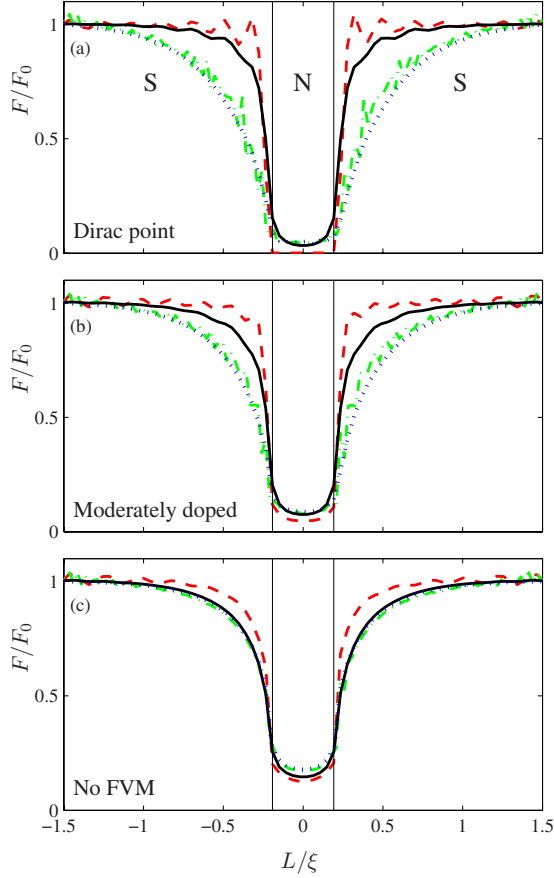 1
(a)
S
N
S
F/F₀
0.5
Dirac point
0
1
(b)
F/F₀
0.5
Moderately doped
0
1
(c)
F/F₀
0.5
No FVM
0
−1.5 −1 −0.5 0 0.5 1 1.5
L/ξ